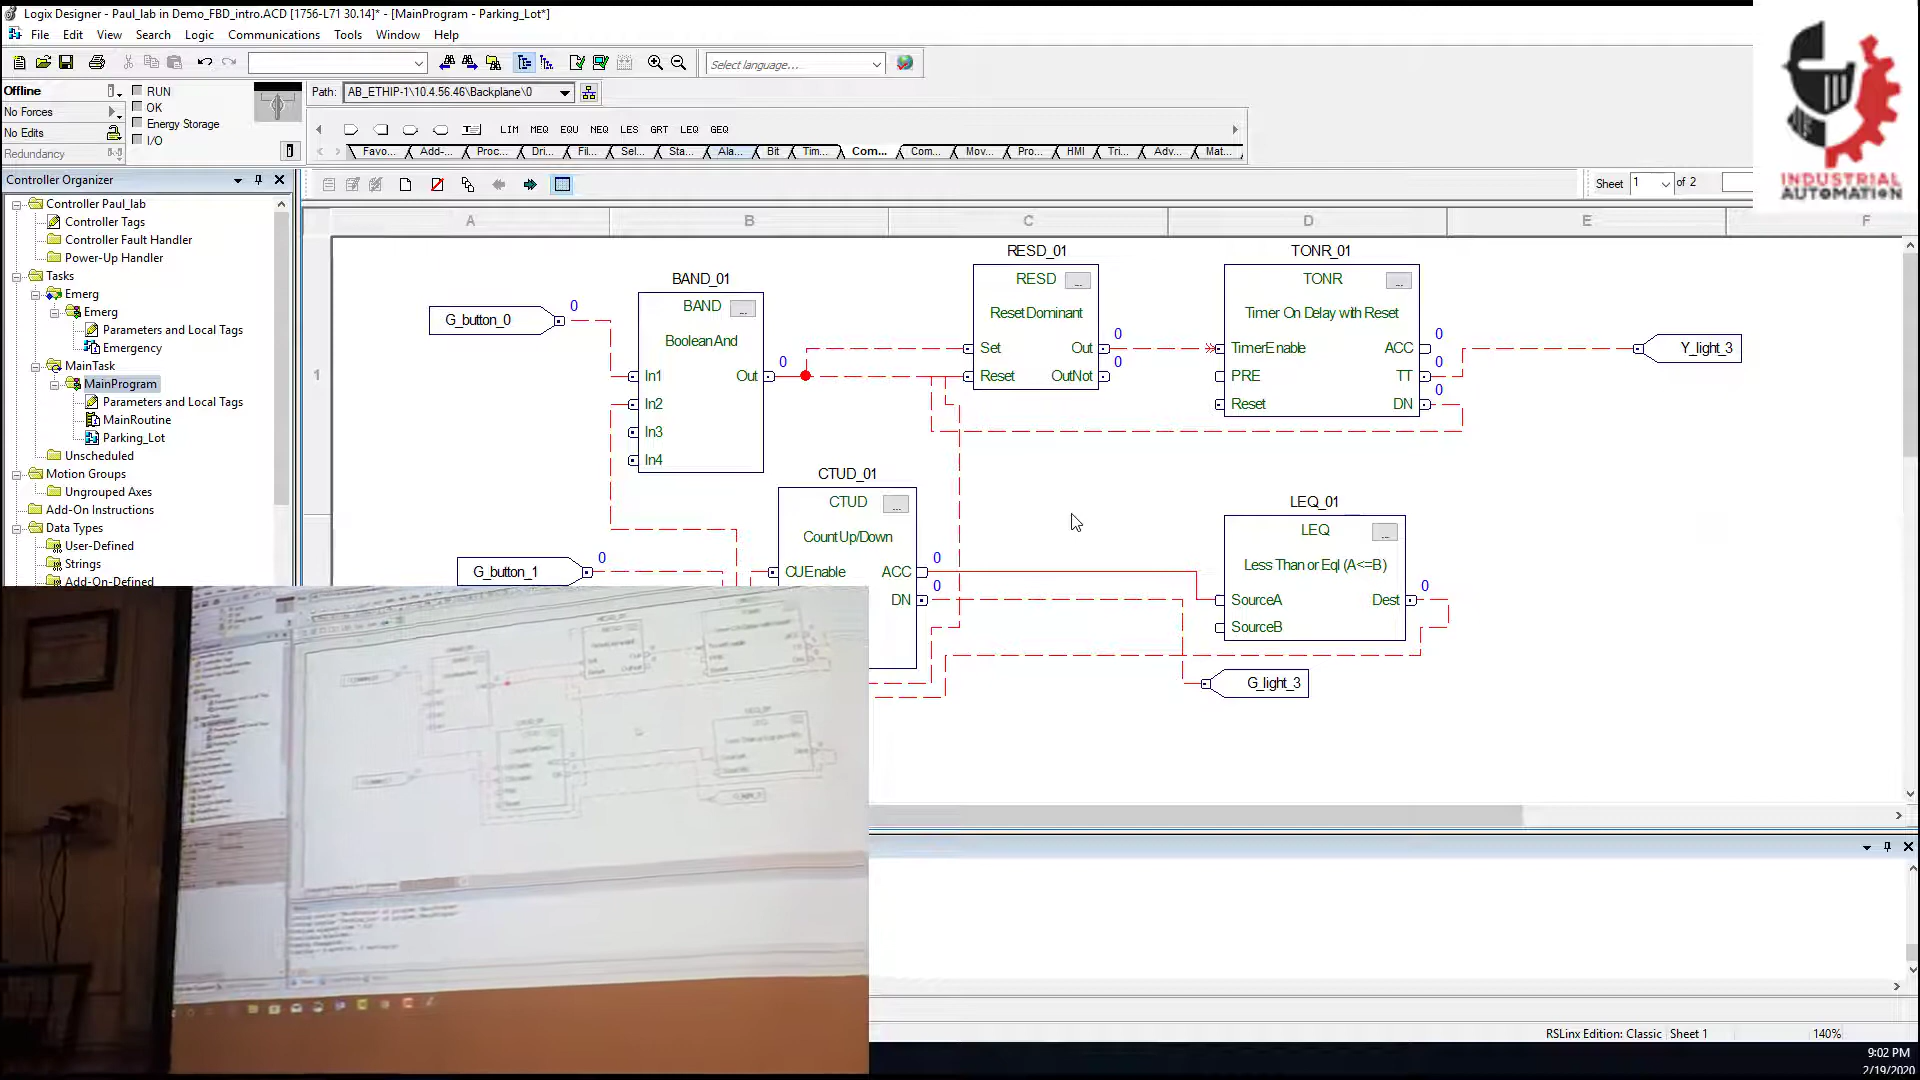 Logix Designer - Paul_lab in Demo_FBD_intro.ACD [1756-L71 30.14]* - [MainProgram - Parking_Lot*]
File Edit View Search Logic Communications Tools Window Help
Select language...
Offline RUN
No Forces OK
No Edits Energy Storage
Redundancy I/O
Path: AB_ETHIP-1\10.4.56.46\Backplane\0
LIM MEQ EQU NEQ LES GRT LEQ GEQ
Favo... Add-... Proc... Dri... Fil... Sel... Sta... Ala... Bit Tim... Com... Com... Mov... Pro... HMI Tri... Adv... Mat...
INDUSTRIAL
AUTOMATION
Controller Organizer
Sheet 1 of 2
Controller Paul_lab
Controller Tags
Controller Fault Handler
Power-Up Handler
Tasks
Emerg
Emerg
Parameters and Local Tags
Emergency
MainTask
MainProgram
Parameters and Local Tags
MainRoutine
Parking_Lot
Unscheduled
Motion Groups
Ungrouped Axes
Add-On Instructions
Data Types
User-Defined
Strings
Add-On-Defined
A B C D E F
1
G_button_0 0
BAND_01
BAND
Boolean And
In1 Out 0
In2
In3
In4
RESD_01
RESD
Reset Dominant
Set Out 0
Reset OutNot 0
TONR_01
TONR
Timer On Delay with Reset
TimerEnable ACC 0
PRE TT 0
Reset DN 0
Y_light_3
G_button_1 0
CTUD_01
CTUD
Count Up/Down
CUEnable ACC 0
DN 0
LEQ_01
LEQ
Less Than or Eql (A<=B)
SourceA Dest 0
SourceB
G_light_3
RSLinx Edition: Classic Sheet 1 140%
9:02 PM
2/19/2020